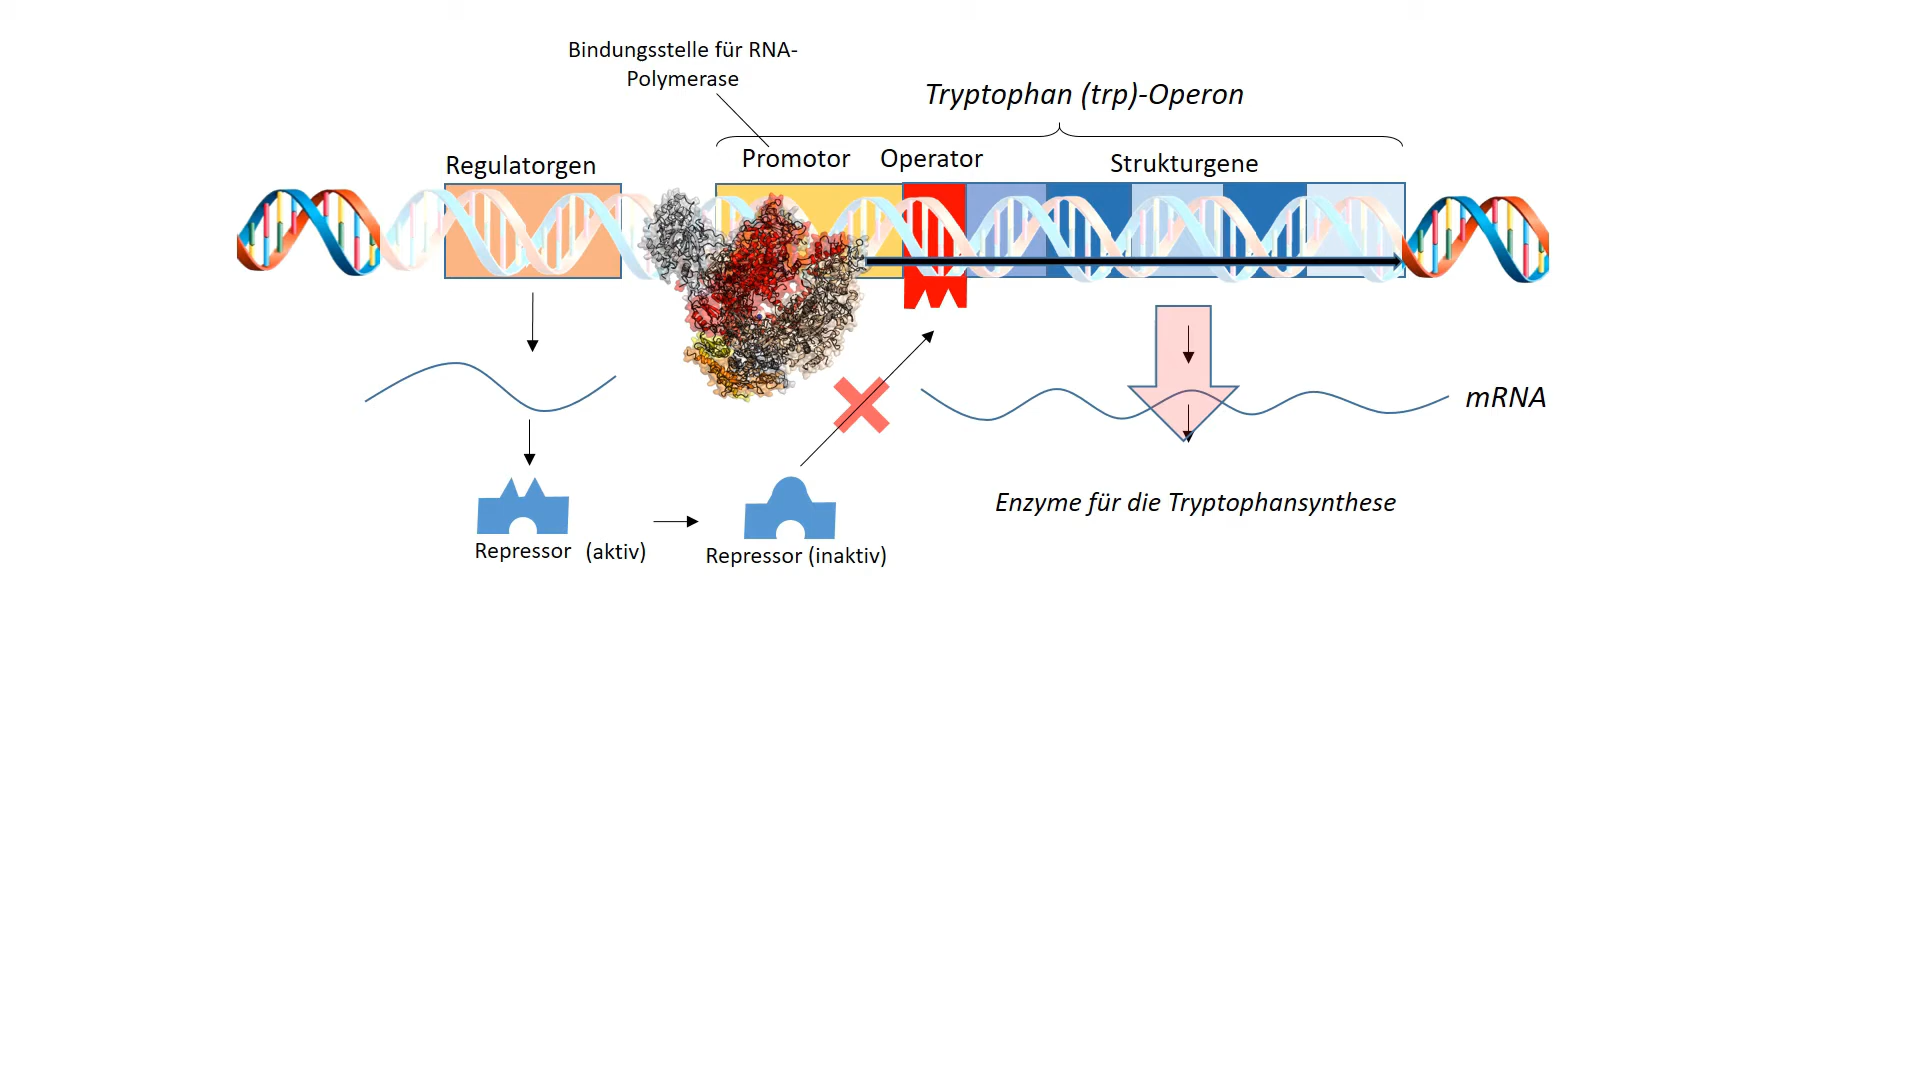 Bindungsstelle für RNA-
Polymerase
Tryptophan (trp)-Operon
Regulatorgen
Promotor
Operator
Strukturgene
mRNA
Enzyme für die Tryptophansynthese
Repressor (aktiv)
Repressor (inaktiv)